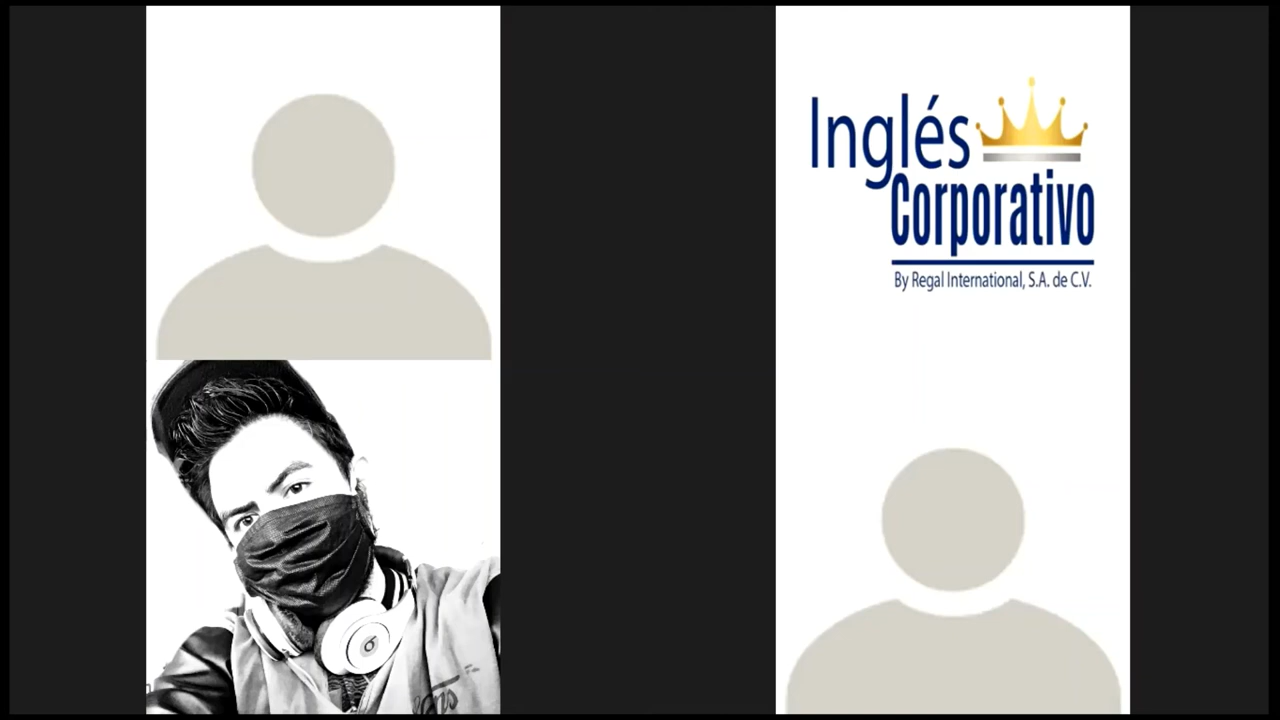 Inglés
Corporativo
By Regal International, S.A. de C.V.